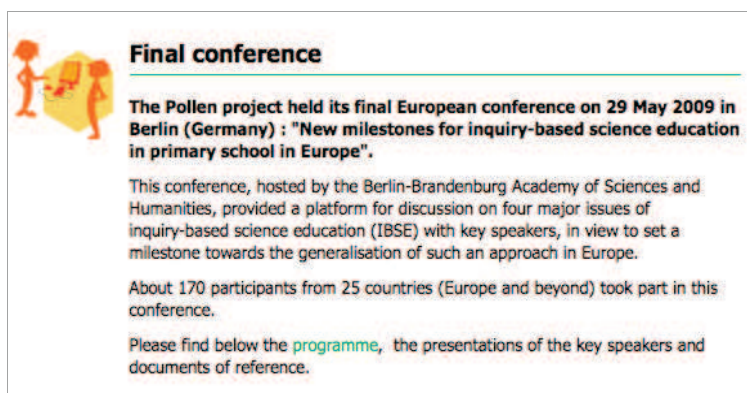 Final conference
The Pollen project held its final European conference on 29 May 2009 in
Berlin (Germany) : "New milestones for inquiry-based science education
in primary school in Europe".
This conference, hosted by the Berlin-Brandenburg Academy of Sciences and
Humanities, provided a platform for discussion on four major issues of
inquiry-based science education (IBSE) with key speakers, in view to set a
milestone towards the generalisation of such an approach in Europe.
About 170 participants from 25 countries (Europe and beyond) took part in this
conference.
Please find below the programme, the presentations of the key speakers and
documents of reference.